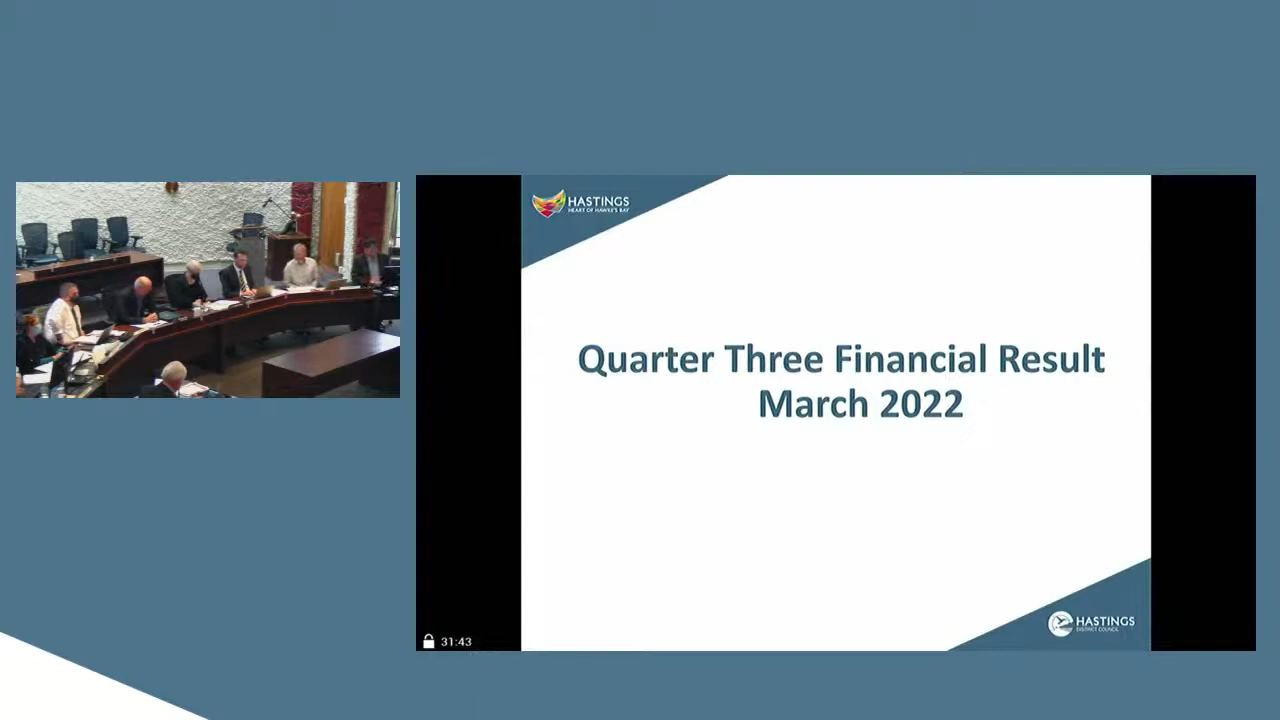 HASTINGS
HEART OF HAWKE'S BAY
Quarter Three Financial Result
March 2022
HASTINGS
DISTRICT COUNCIL
31:43